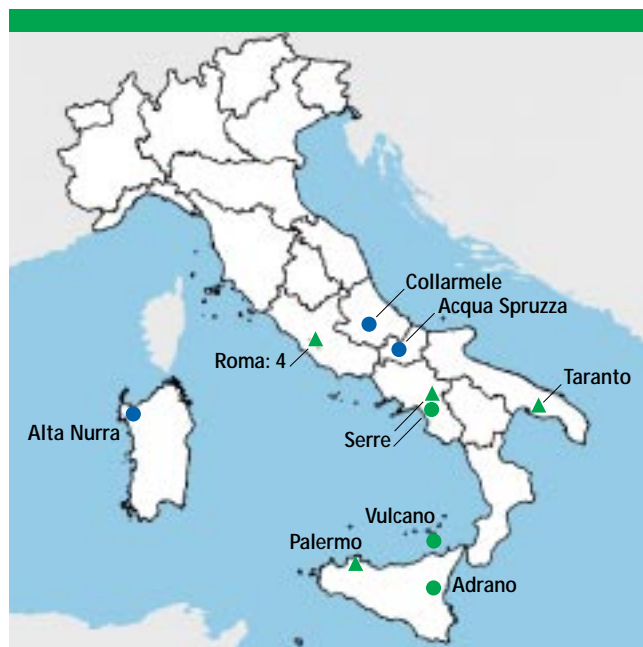 Collarmele
Acqua Spruzza
Roma: 4
Taranto
Alta Nurra
Serre
Vulcano
Palermo
Adrano